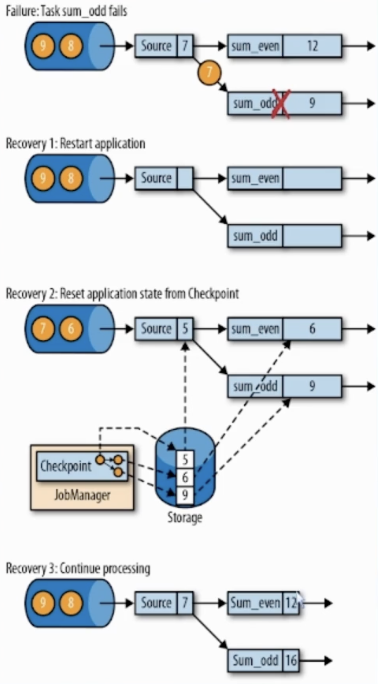 Failure: Task sum_odd fails
9 8 Source 7 sum_even 12
7
sum_odd 9
Recovery 1: Restart application
9 8 Source sum_even
sum_odd
Recovery 2: Reset application state from Checkpoint
7 6 Source 5 sum_even 6
sum_odd 9
Checkpoint
JobManager
5
6
9
Storage
Recovery 3: Continue processing
9 8 Source 7 Sum_even 12
Sum_odd 16